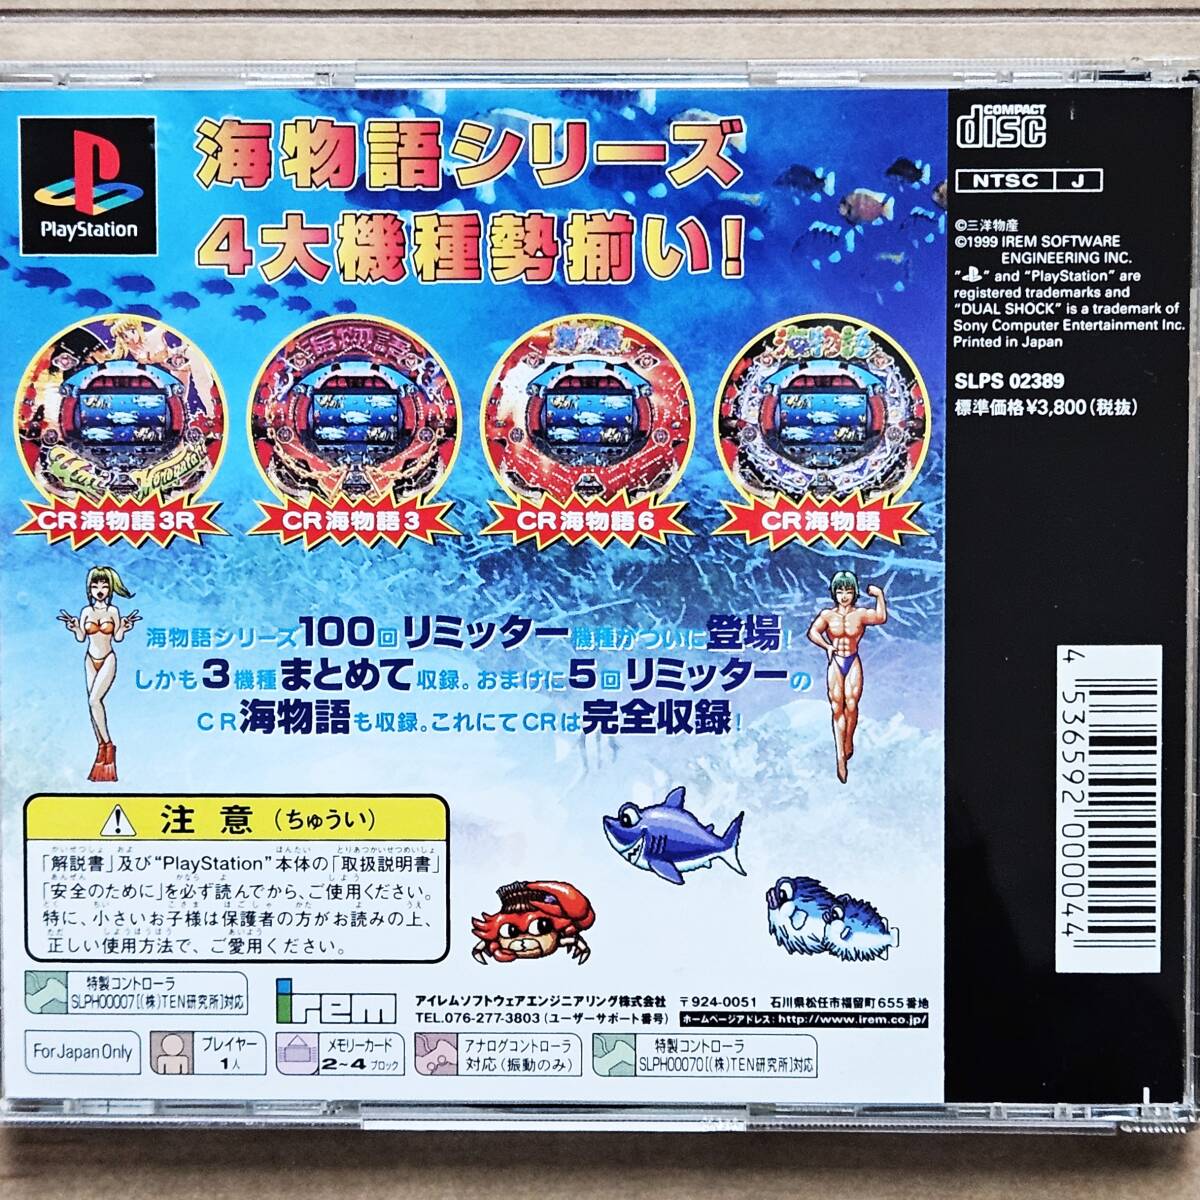 PlayStation
海物語シリーズ
4大機種勢揃い!
CR海物語3R
CR海物語3
CR海物語6
海物語
CR海物語
海物語シリーズ100回リミッター機種がついに登場!
しかも3機種まとめて収録。おまけに5回リミッターの
CR海物語も収録。これにてCRは完全収録!
注意(ちゅうい)
「解説書」及び“PlayStation”本体の「取扱説明書」
「安全のために」を必ず読んでから、ご使用ください。
特に、小さいお子様は保護者の方がお読みの上、
正しい使用方法で、ご愛用ください。
特製コントローラ
SLPH00007[(株)TEN研究所]対応
irem
アイレムソフトウェアエンジニアリング株式会社 〒924-0051 石川県松任市福留町655番地
TEL.076-277-3803(ユーザーサポート番号) ホームページアドレス:http://www.irem.co.jp/
For Japan Only
プレイヤー
1人
メモリーカード
2~4ブロック
アナログコントローラ
対応(振動のみ)
特製コントローラ
SLPH00070[(株)TEN研究所]対応
COMPACT
disc
NTSC J
©三洋物産
©1999 IREM SOFTWARE
ENGINEERING INC.
“PS” and “PlayStation” are
registered trademarks and
“DUAL SHOCK” is a trademark of
Sony Computer Entertainment Inc.
Printed in Japan
SLPS 02389
標準価格¥3,800(税抜)
4 536592 000044